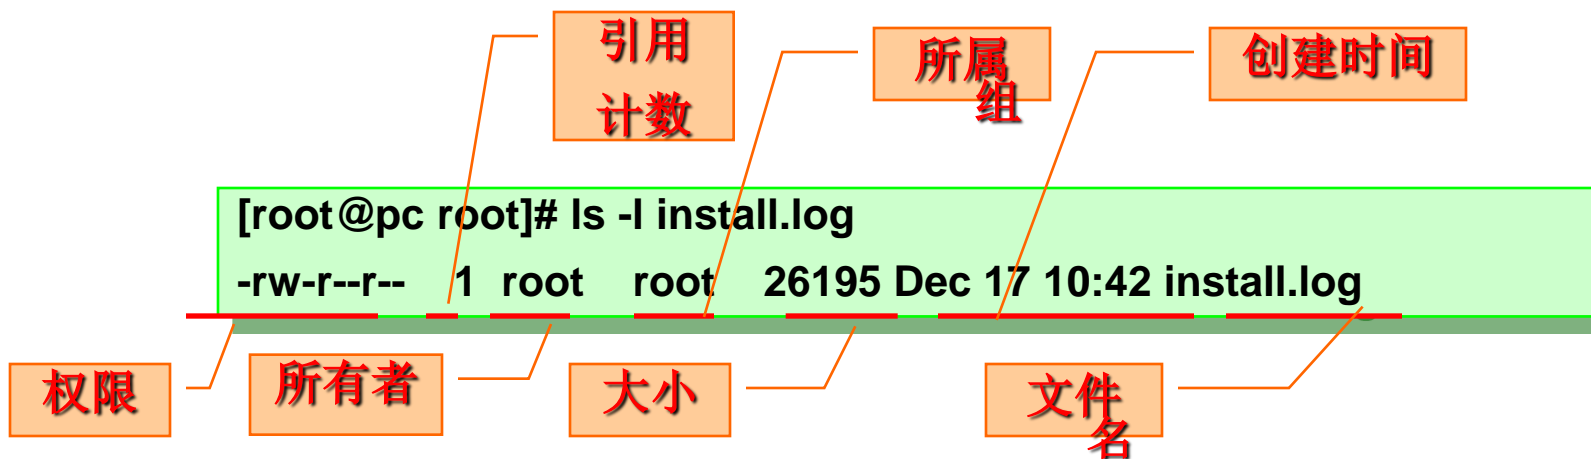 引用
计数
所属
组
创建时间
[root@pc root]# ls -l install.log
-rw-r--r-- 1 root root 26195 Dec 17 10:42 install.log
权限
所有者
大小
文件
名